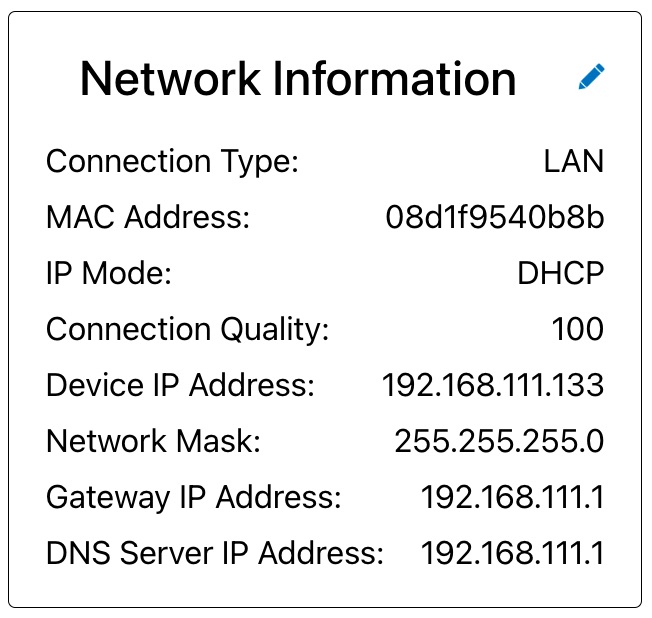 Network Information
Connection Type: LAN
MAC Address: 08d1f9540b8b
IP Mode: DHCP
Connection Quality: 100
Device IP Address: 192.168.111.133
Network Mask: 255.255.255.0
Gateway IP Address: 192.168.111.1
DNS Server IP Address: 192.168.111.1